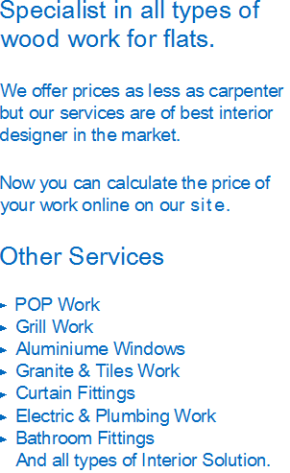 Specialist in all types of
wood work for flats.
We offer prices as less as carpenter
but our services are of best interior
designer in the market.
Now you can calculate the price of
your work online on our site.
Other Services
POP Work
Grill Work
Aluminiume Windows
Granite & Tiles Work
Curtain Fittings
Electric & Plumbing Work
Bathroom Fittings
And all types of Interior Solution.